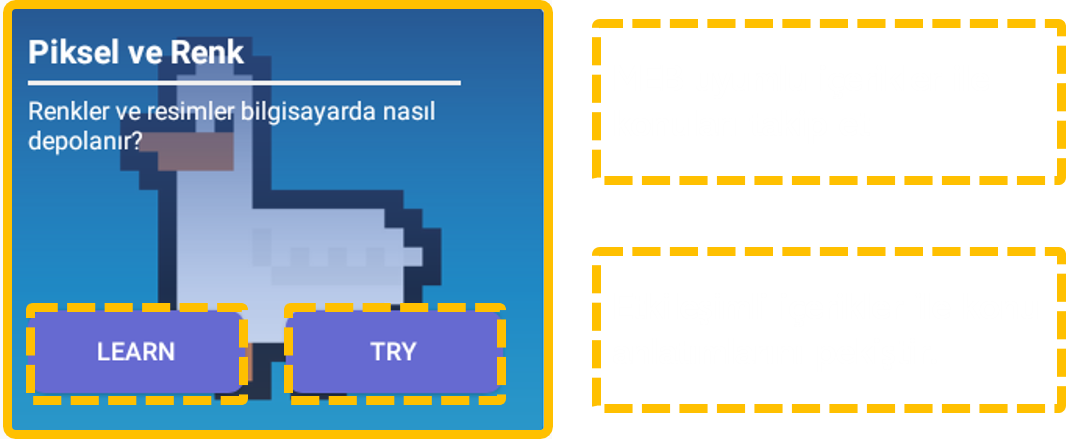 Piksel ve Renk
Renkler ve resimler bilgisayarda nasıl
depolanır?
LEARN
TRY